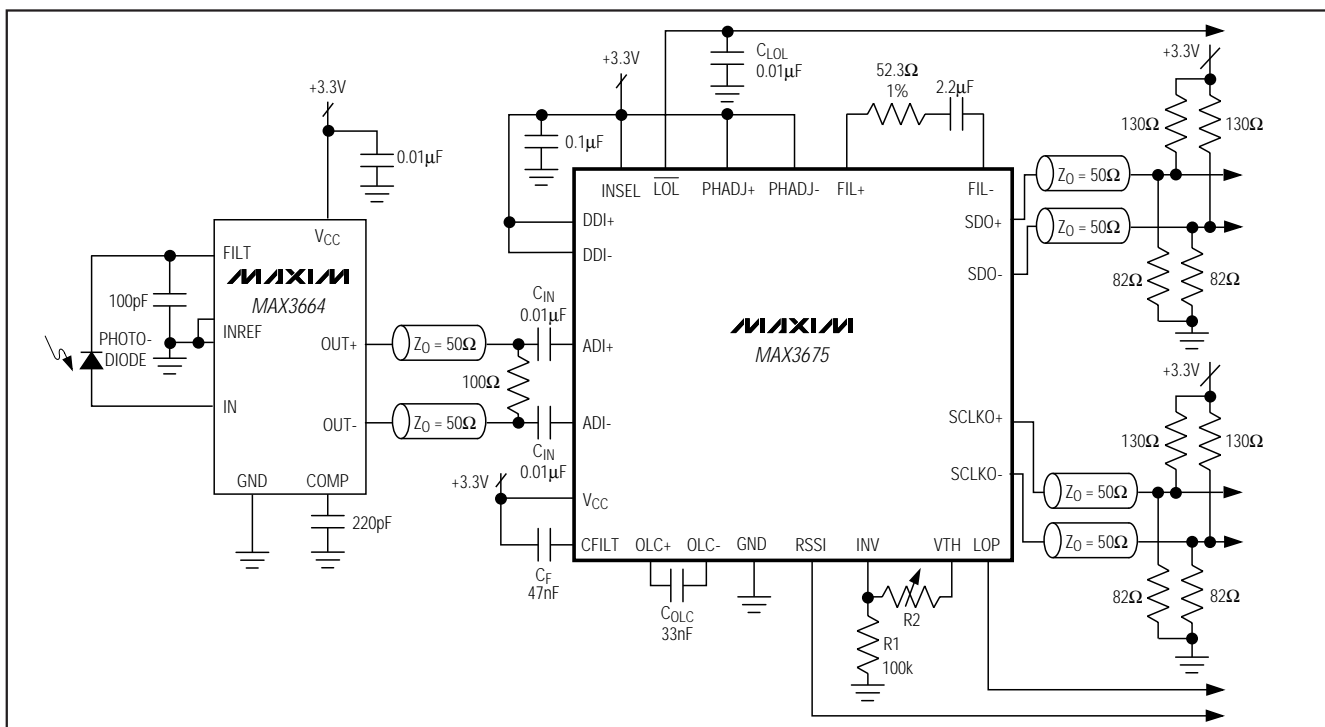 +3.3V
C_LOL
0.01µF
52.3Ω
1%
2.2µF
+3.3V
130Ω
130Ω
+3.3V
0.01µF
0.1µF
INSEL
LOL
PHADJ+
PHADJ-
FIL+
FIL-
SDO+
Z_O = 50Ω
Z_O = 50Ω
SDO-
82Ω
82Ω
DDI+
DDI-
V_CC
FILT
MAXIM
MAX3664
100pF
INREF
PHOTO-
DIODE
IN
OUT+
OUT-
GND
COMP
220pF
Z_O = 50Ω
Z_O = 50Ω
C_IN
0.01µF
100Ω
C_IN
0.01µF
ADI+
ADI-
MAXIM
MAX3675
+3.3V
V_CC
CFILT
C_F
47nF
OLC+
OLC-
C_OLC
33nF
GND
RSSI
INV
VTH
LOP
R2
R1
100k
+3.3V
130Ω
130Ω
SCLKO+
SCLKO-
Z_O = 50Ω
Z_O = 50Ω
82Ω
82Ω